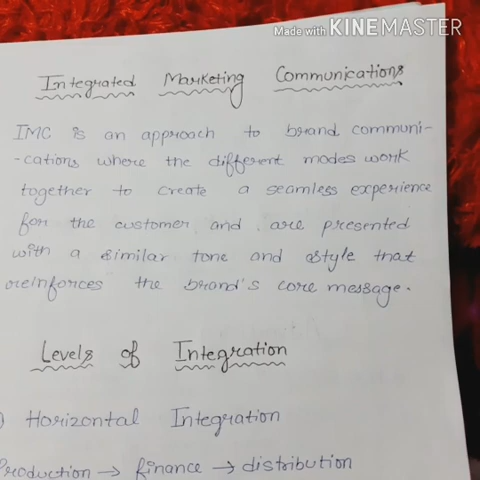 Made with KINEMASTER
Integrated Marketing Communications
IMC is an approach to brand communi-
-cations where the different modes work
together to create a seamless experience
for the customer and are presented
with a similar tone and style that
reinforces the brand's core message.
Levels of Integration
) Horizontal Integration
Production → finance → distribution